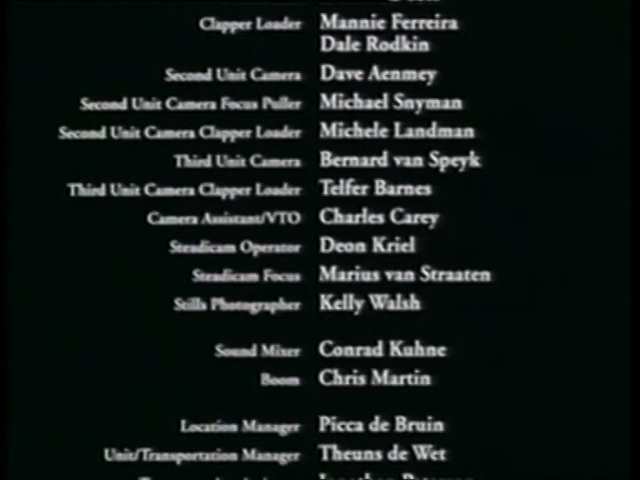 Clapper Loader Mannie Ferreira
Dale Rodkin
Second Unit Camera Dave Aenmey
Second Unit Camera Focus Puller Michael Snyman
Second Unit Camera Clapper Loader Michele Landman
Third Unit Camera Bernard van Speyk
Third Unit Camera Clapper Loader Telfer Barnes
Camera Assistant/VTO Charles Carey
Steadicam Operator Deon Kriel
Steadicam Focus Marius van Straaten
Stills Photographer Kelly Walsh
Sound Mixer Conrad Kuhne
Boom Chris Martin
Location Manager Picca de Bruin
Unit/Transportation Manager Theuns de Wet